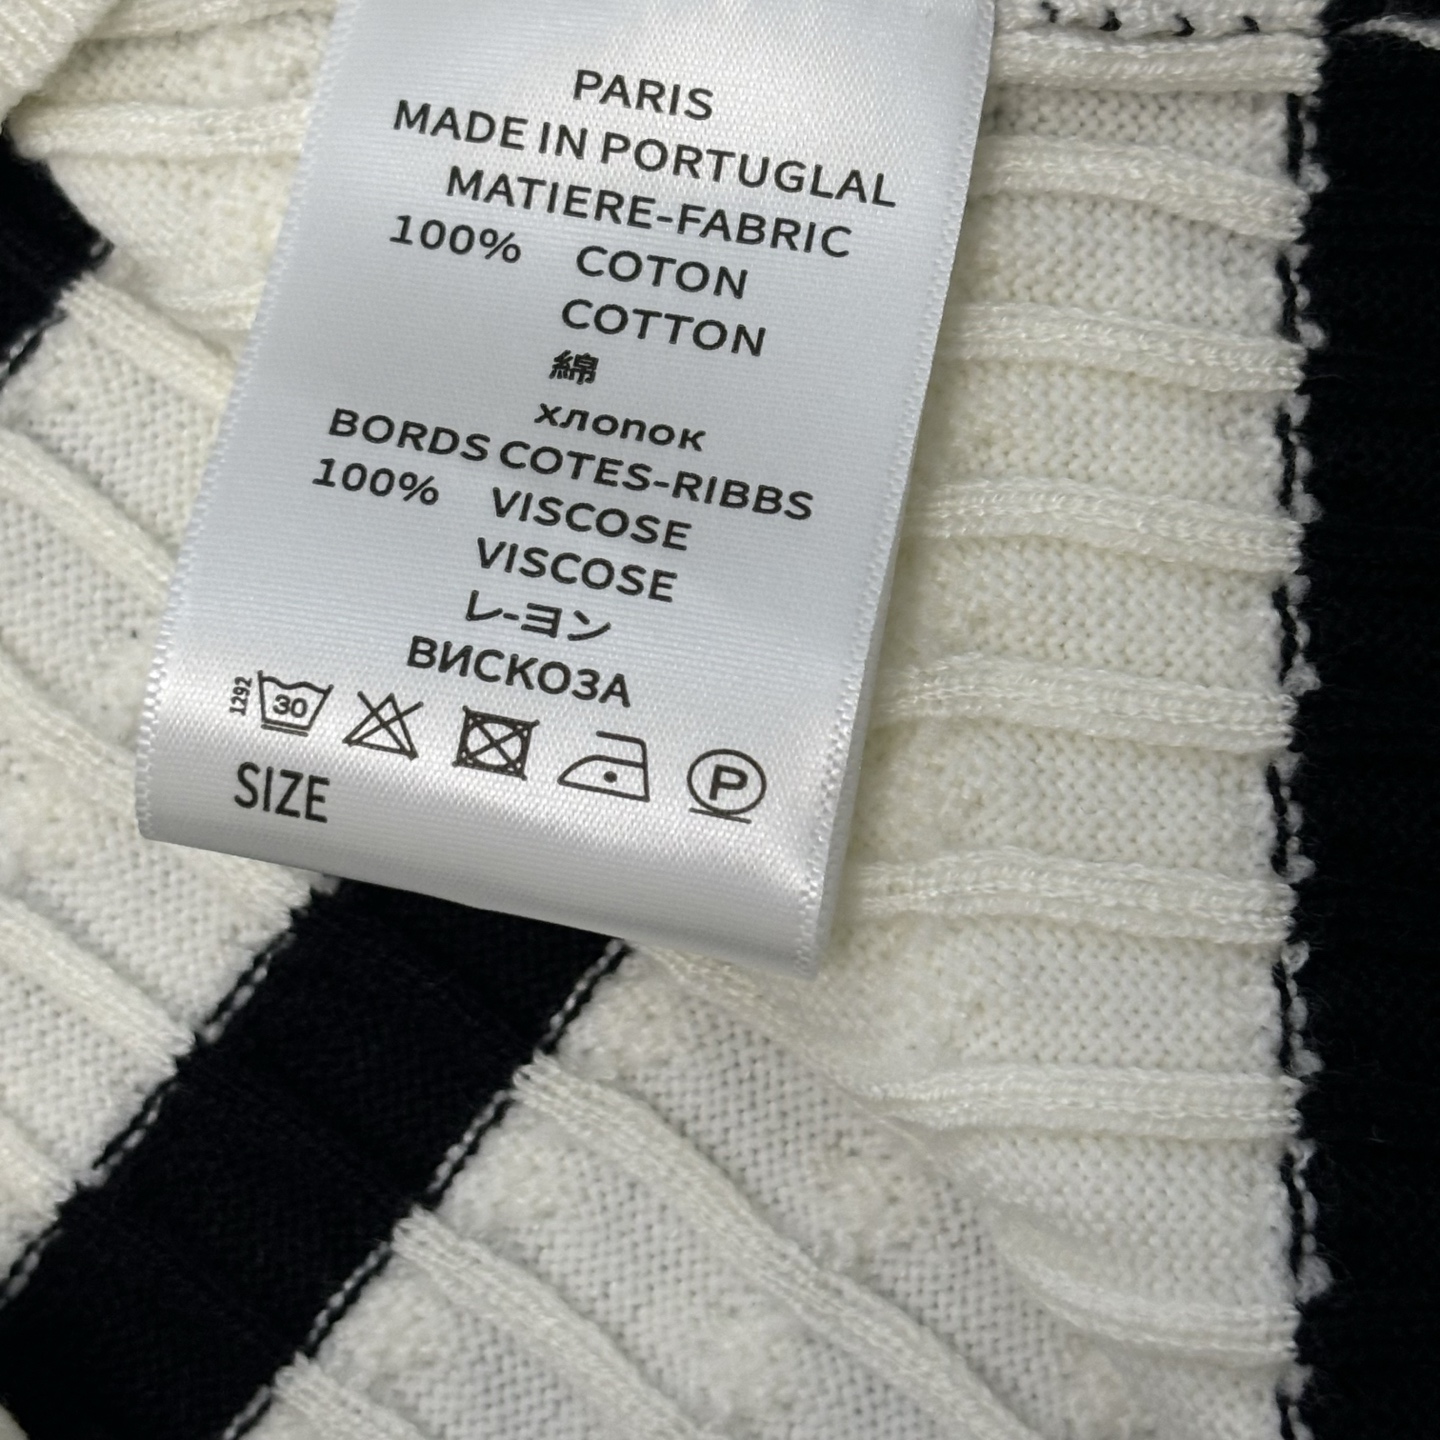 PARIS
MADE IN PORTUGLAL
MATIERE-FABRIC
100% COTON
COTTON
綿
хлопок
BORDS COTES-RIBBS
100% VISCOSE
VISCOSE
レ-ヨン
ВИСКОЗА
1292 30 P
SIZE